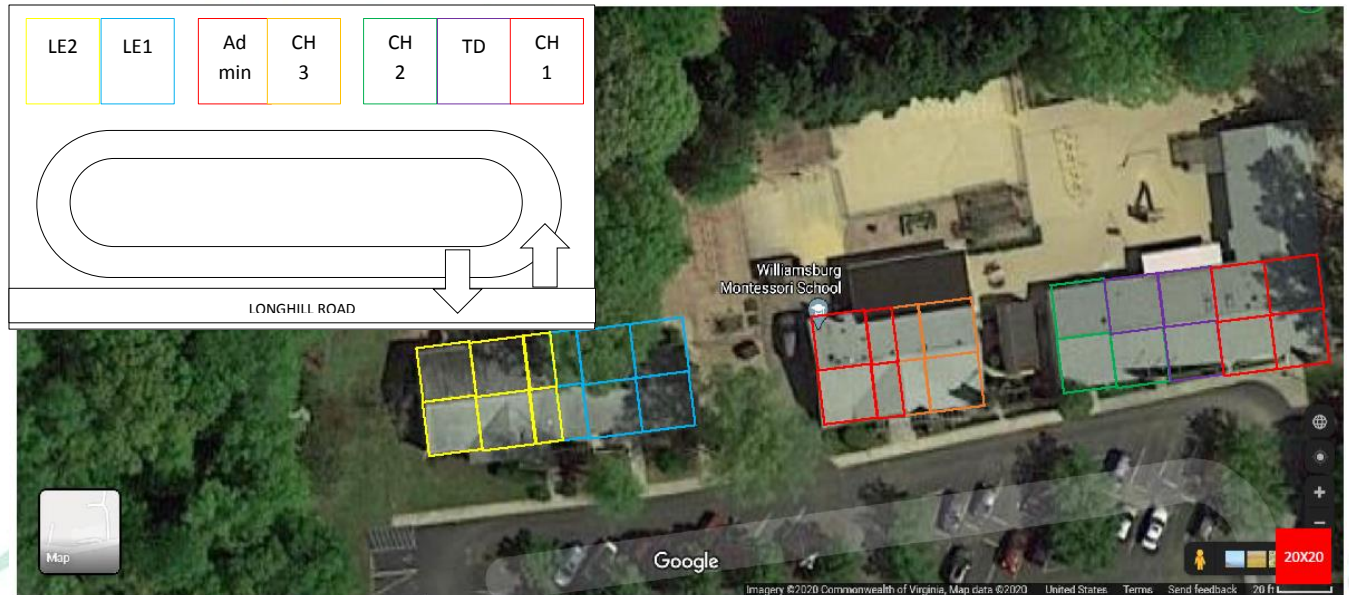 LE2 LE1 Ad CH CH TD CH
min 3 2 1
LONGHILL ROAD
Williamsburg
Montessori School
Map
Google
20X20
Imagery ©2020 Commonwealth of Virginia, Map data ©2020 United States Terms Send feedback 20 ft